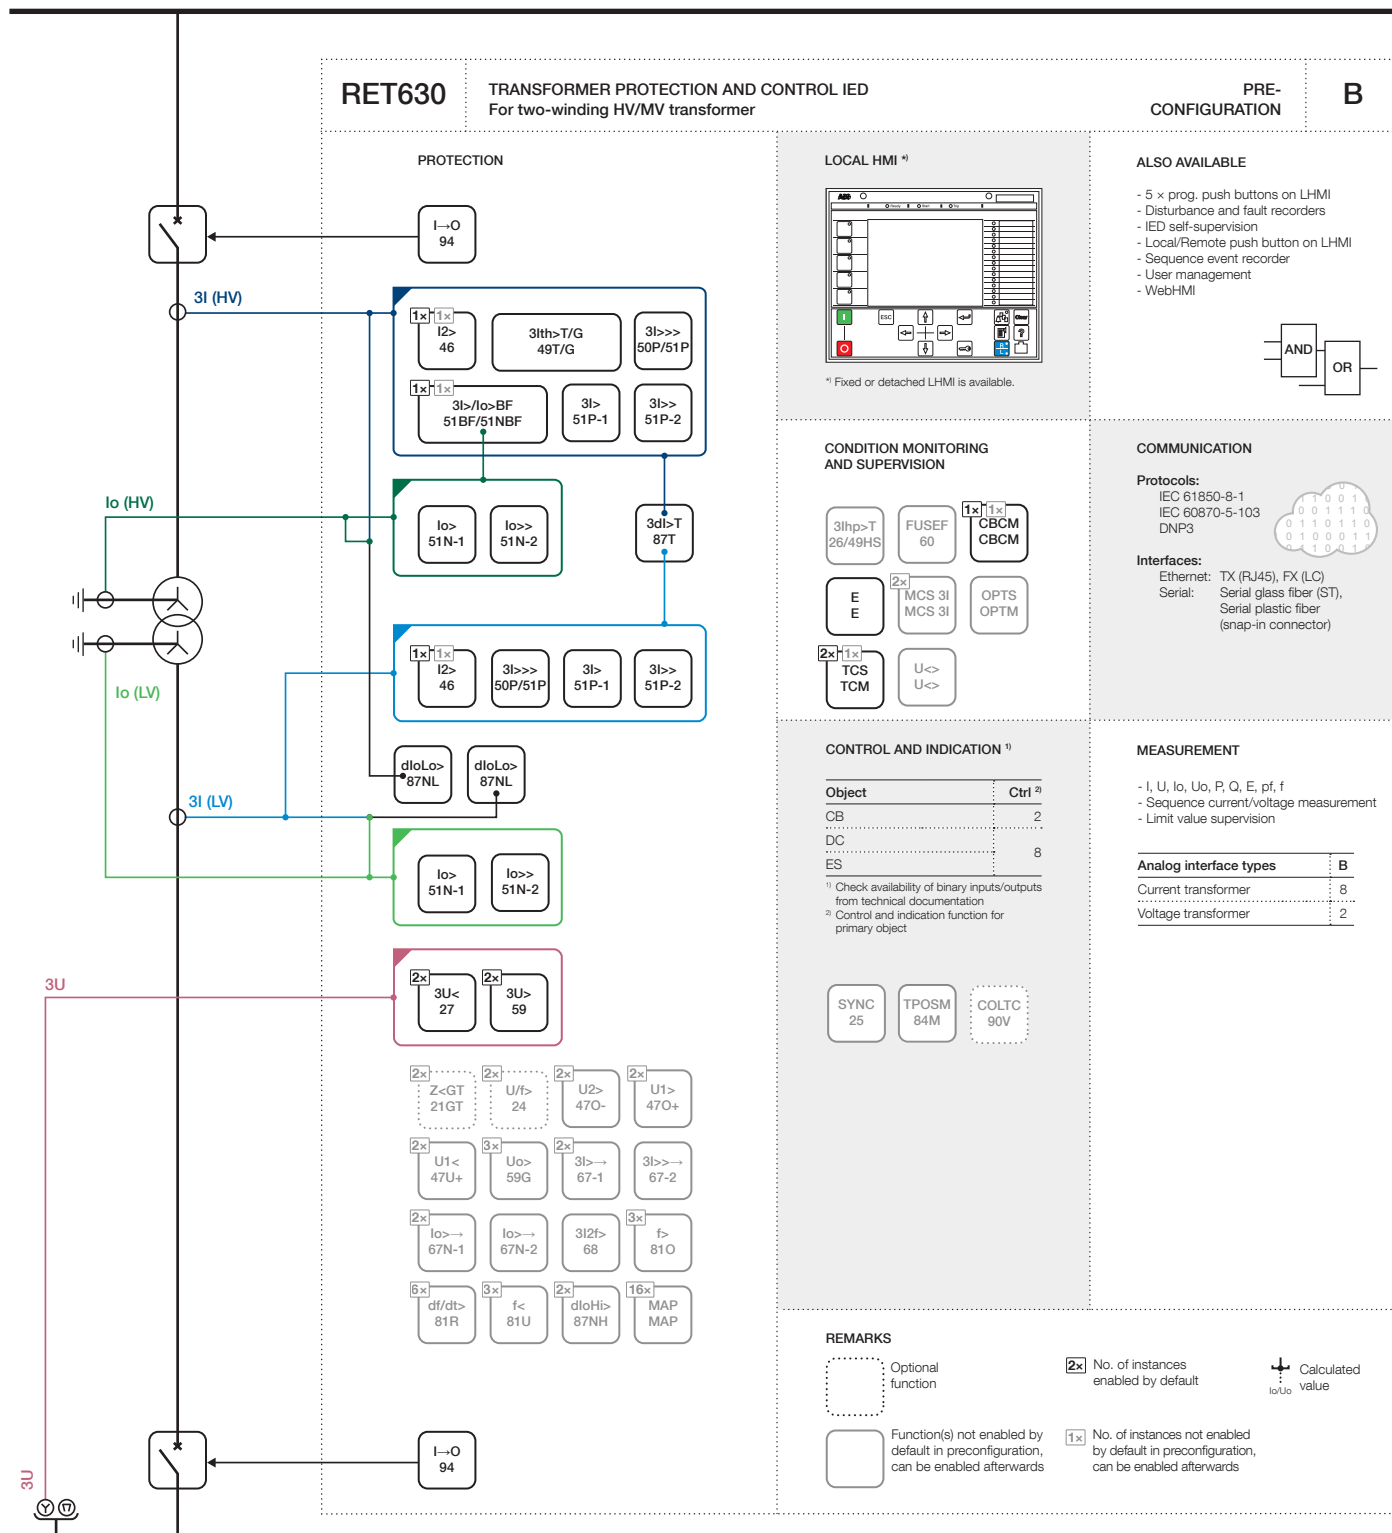 RET630
TRANSFORMER PROTECTION AND CONTROL IED
For two-winding HV/MV transformer
PRE-
CONFIGURATION
B
PROTECTION
I→O
94
3I (HV)
1× 1×
I2>
46
3Ith>T/G
49T/G
3I>>>
50P/51P
1× 1×
3I>/Io>BF
51BF/51NBF
3I>
51P-1
3I>>
51P-2
Io (HV)
Io>
51N-1
Io>>
51N-2
3dI>T
87T
1× 1×
I2>
46
3I>>>
50P/51P
3I>
51P-1
3I>>
51P-2
Io (LV)
dIoLo>
87NL
dIoLo>
87NL
3I (LV)
Io>
51N-1
Io>>
51N-2
3U
2×
3U<
27
2×
3U>
59
2×
Z<GT
21GT
2×
U/f>
24
2×
U2>
47O-
2×
U1>
47O+
2×
U1<
47U+
3×
Uo>
59G
2×
3I>→
67-1
3I>>→
67-2
2×
Io>→
67N-1
Io>>→
67N-2
3I2f>
68
3×
f>
81O
6×
df/dt>
81R
3×
f<
81U
2×
dIoHi>
87NH
16×
MAP
MAP
I→O
94
3U
LOCAL HMI *)
ABB
Ready
Start
Trip
I
O
ESC
Clear
?
R
L
*) Fixed or detached LHMI is available.
ALSO AVAILABLE
- 5 × prog. push buttons on LHMI
- Disturbance and fault recorders
- IED self-supervision
- Local/Remote push button on LHMI
- Sequence event recorder
- User management
- WebHMI
AND
OR
CONDITION MONITORING
AND SUPERVISION
3Ihp>T
26/49HS
FUSEF
60
1× 1×
CBCM
CBCM
E
E
2×
MCS 3I
MCS 3I
OPTS
OPTM
2× 1×
TCS
TCM
U<>
U<>
COMMUNICATION
Protocols:
IEC 61850-8-1
IEC 60870-5-103
DNP3
Interfaces:
Ethernet: TX (RJ45), FX (LC)
Serial: Serial glass fiber (ST),
Serial plastic fiber
(snap-in connector)
CONTROL AND INDICATION 1)
Object Ctrl 2)
CB 2
DC
8
ES
1) Check availability of binary inputs/outputs
from technical documentation
2) Control and indication function for
primary object
SYNC
25
TPOSM
84M
COLTC
90V
MEASUREMENT
- I, U, Io, Uo, P, Q, E, pf, f
- Sequence current/voltage measurement
- Limit value supervision
Analog interface types B
Current transformer 8
Voltage transformer 2
REMARKS
Optional
function
2× No. of instances
enabled by default
Io/Uo
Calculated
value
Function(s) not enabled by
default in preconfiguration,
can be enabled afterwards
1× No. of instances not enabled
by default in preconfiguration,
can be enabled afterwards